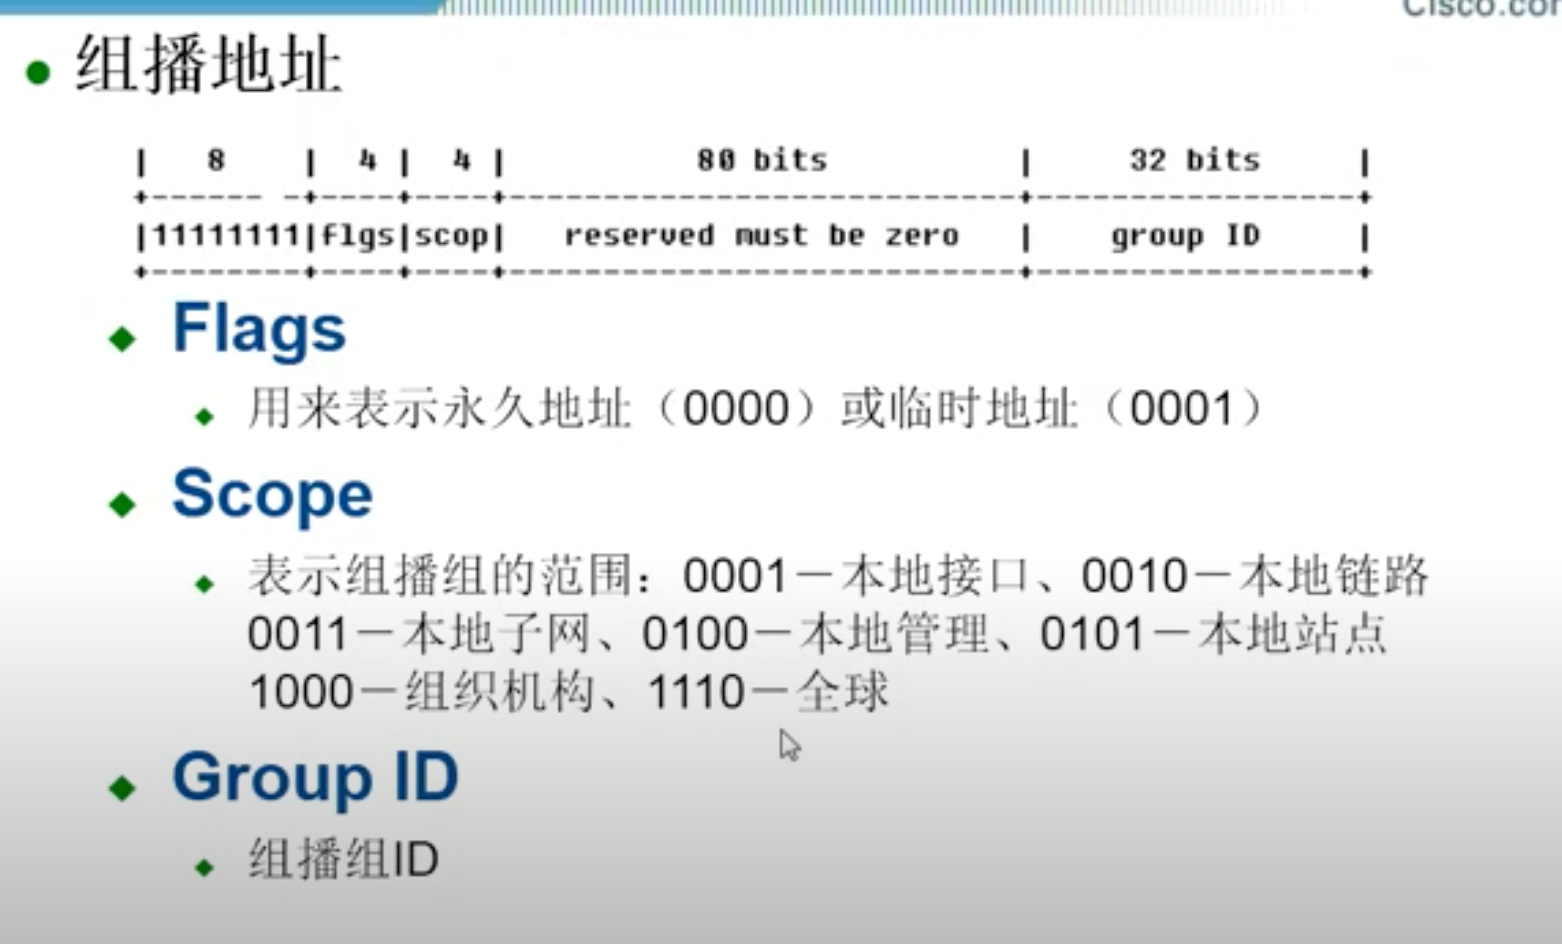 Cisco.com
组播地址
| 8 | 4 | 4 | 80 bits | 32 bits |
+------ -+----+----+----------------------------+------------------+
|11111111|flgs|scop| reserved must be zero | group ID |
+--------+----+----+----------------------------+------------------+
Flags
用来表示永久地址（0000）或临时地址（0001）
Scope
表示组播组的范围：0001－本地接口、0010－本地链路
0011－本地子网、0100－本地管理、0101－本地站点
1000－组织机构、1110－全球
Group ID
组播组ID